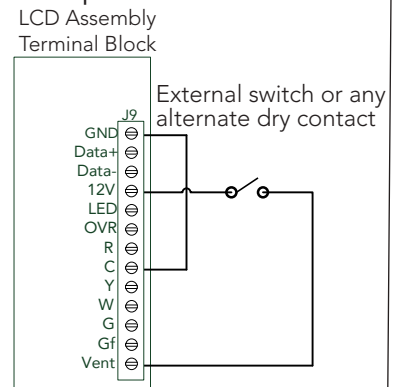 LCD Assembly
Terminal Block
External switch or any
alternate dry contact
J9
GND
Data+
Data-
12V
LED
OVR
R
C
Y
W
G
Gf
Vent